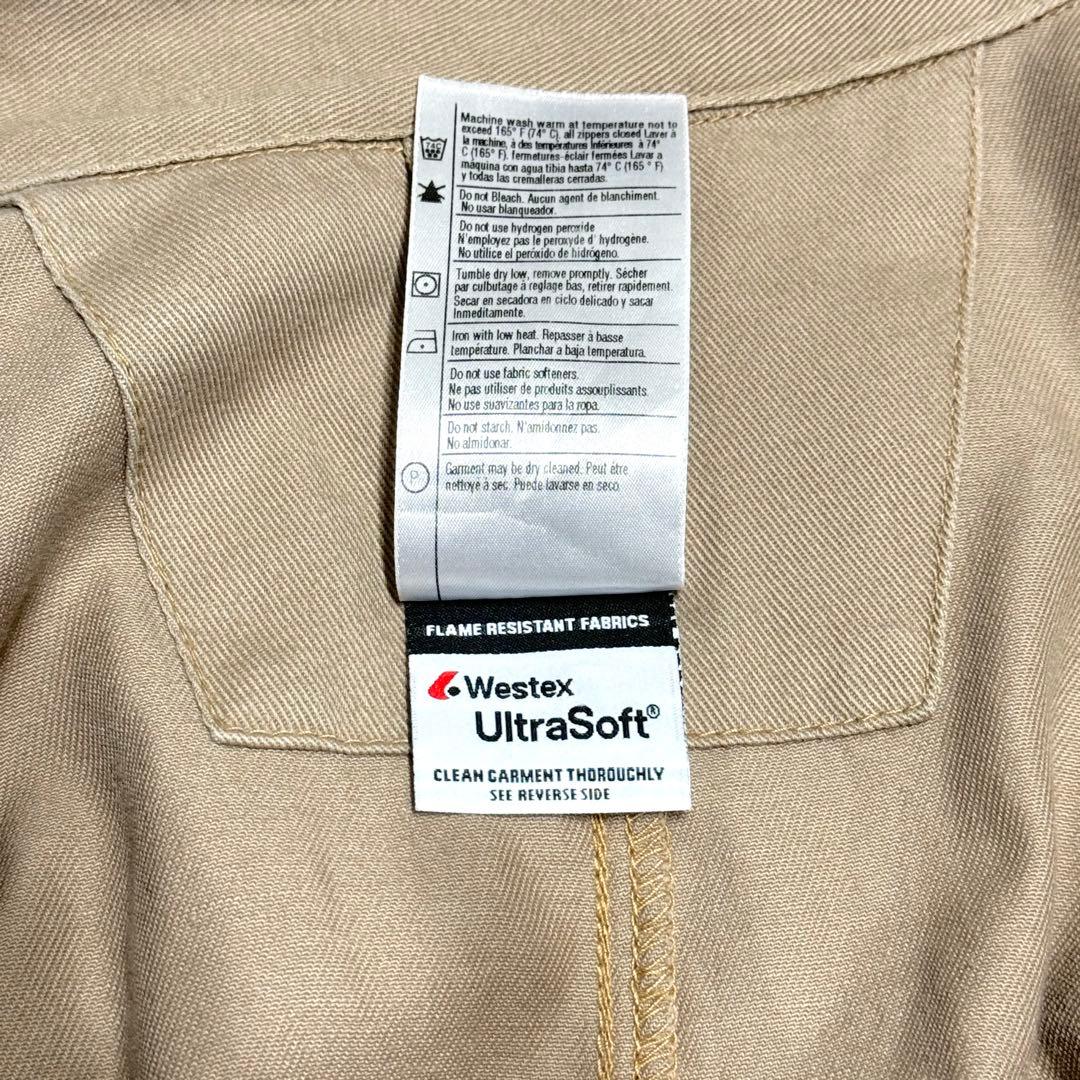 Machine wash warm at temperature not to
exceed 165° F (74° C), all zippers closed Laver à
la machine, à des températures Inférieures à 74°
C (165° F), fermetures-éclair fermées Lavar a
máquina con agua tibia hasta 74° C (165 ° F)
y todas las cremalleras cerradas.
74C
Do not Bleach. Aucun agent de blanchiment.
No usar blanqueador.
Do not use hydrogen peroxide
N'employez pas le peroxyde d' hydrogène.
No utilice el peróxido de hidrógeno.
Tumble dry low, remove promptly. Sécher
par culbutage à reglage bas, retirer rapidement.
Secar en secadora en ciclo delicado y sacar
Inmeditamente.
Iron with low heat. Repasser à basse
température. Planchar a baja temperatura.
Do not use fabric softeners.
Ne pas utiliser de produits assouplissants.
No use suavizantes para la ropa.
Do not starch. N'amidonnez pas.
No almidonar.
P
Garment may be dry cleaned. Peut étre
nettoyé à sec. Puede lavarse en seco.
FLAME RESISTANT FABRICS
Westex
UltraSoft®
CLEAN GARMENT THOROUGHLY
SEE REVERSE SIDE